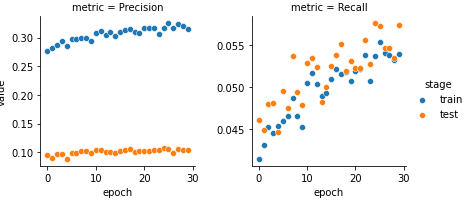 metric = Precision
metric = Recall
value
0.30
0.25
0.20
0.15
0.10
0
10
20
30
epoch
0.055
0.050
0.045
0
10
20
30
epoch
stage
train
test